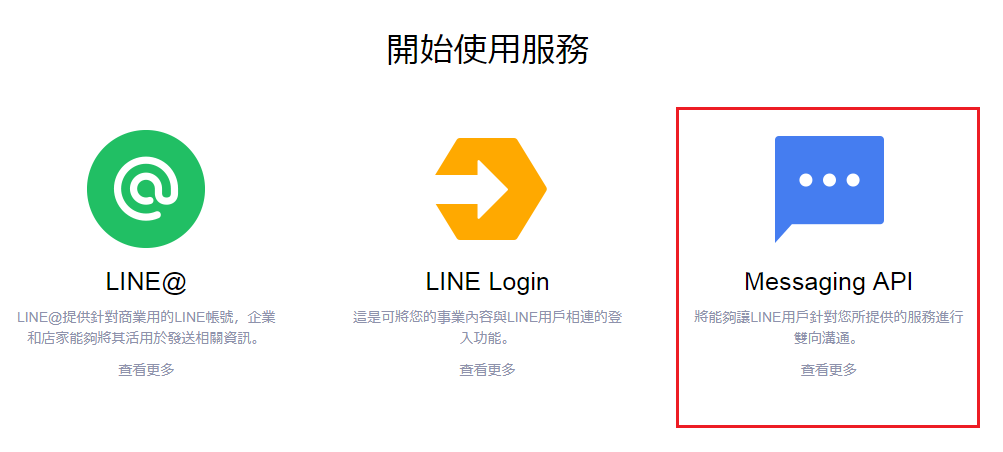 開始使用服務
LINE@
LINE@提供針對商業用的LINE帳號，企業
和店家能夠將其活用於發送相關資訊。
查看更多
LINE Login
這是可將您的事業內容與LINE用戶相連的登
入功能。
查看更多
Messaging API
將能夠讓LINE用戶針對您所提供的服務進行
雙向溝通。
查看更多